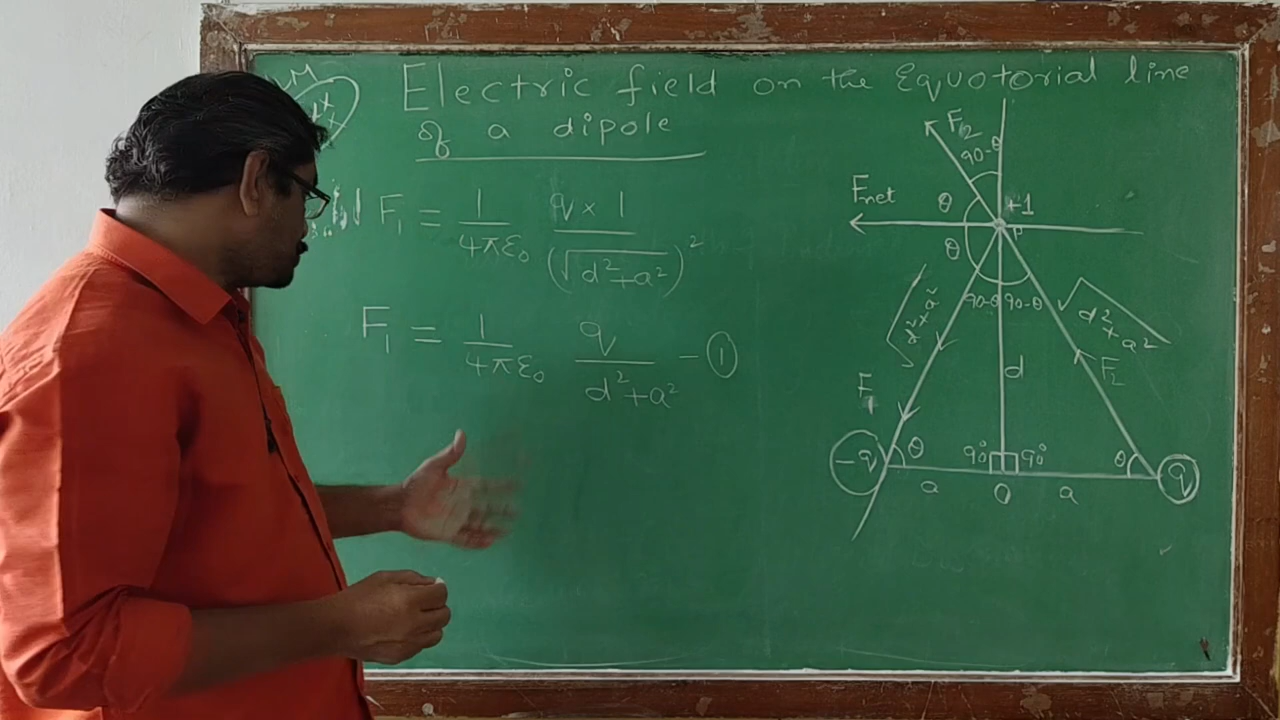 Electric field on the Equotorial line
of a dipole
F₁ = 1/4πε₀ q×1/(√d²+a²)²
F₁ = 1/4πε₀ q/d²+a² - ①
F₂
90-θ
Fnet
θ
+1
P
θ
90-θ 90-θ
√d²+a²
√d²+a²
d
F₁
F₂
-q
θ
90° 90°
θ
q
a
O
a